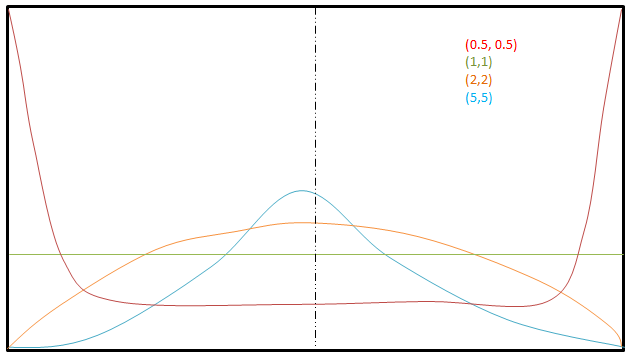 (0.5, 0.5)
(1,1)
(2,2)
(5,5)